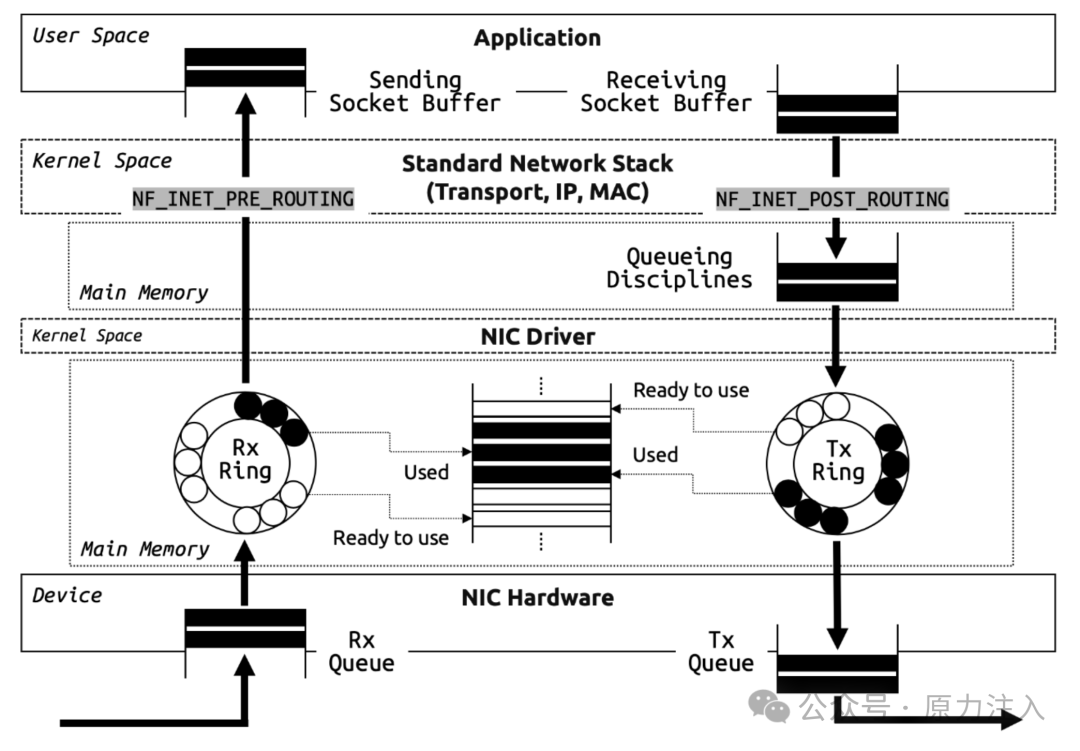 User Space
Application
Sending
Socket Buffer
Receiving
Socket Buffer
Kernel Space
Standard Network Stack
(Transport, IP, MAC)
NF_INET_PRE_ROUTING
NF_INET_POST_ROUTING
Queueing
Disciplines
Main Memory
Kernel Space
NIC Driver
Ready to use
Rx
Ring
Used
Used
Tx
Ring
Ready to use
Main Memory
Device
NIC Hardware
Rx
Queue
Tx
Queue
公众号 · 原力注入